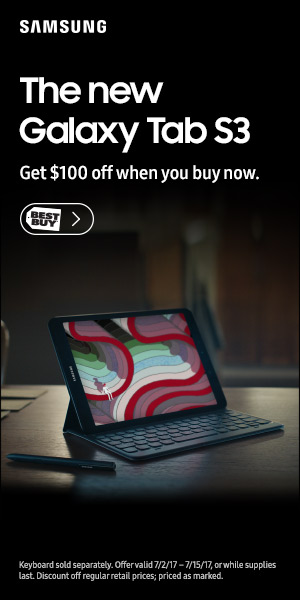 SAMSUNG
The new
Galaxy Tab S3
Get $100 off when you buy now.
BEST
BUY
SAMSUNG
Keyboard sold separately. Offer valid 7/2/17 – 7/15/17, or while supplies
last. Discount off regular retail prices; priced as marked.